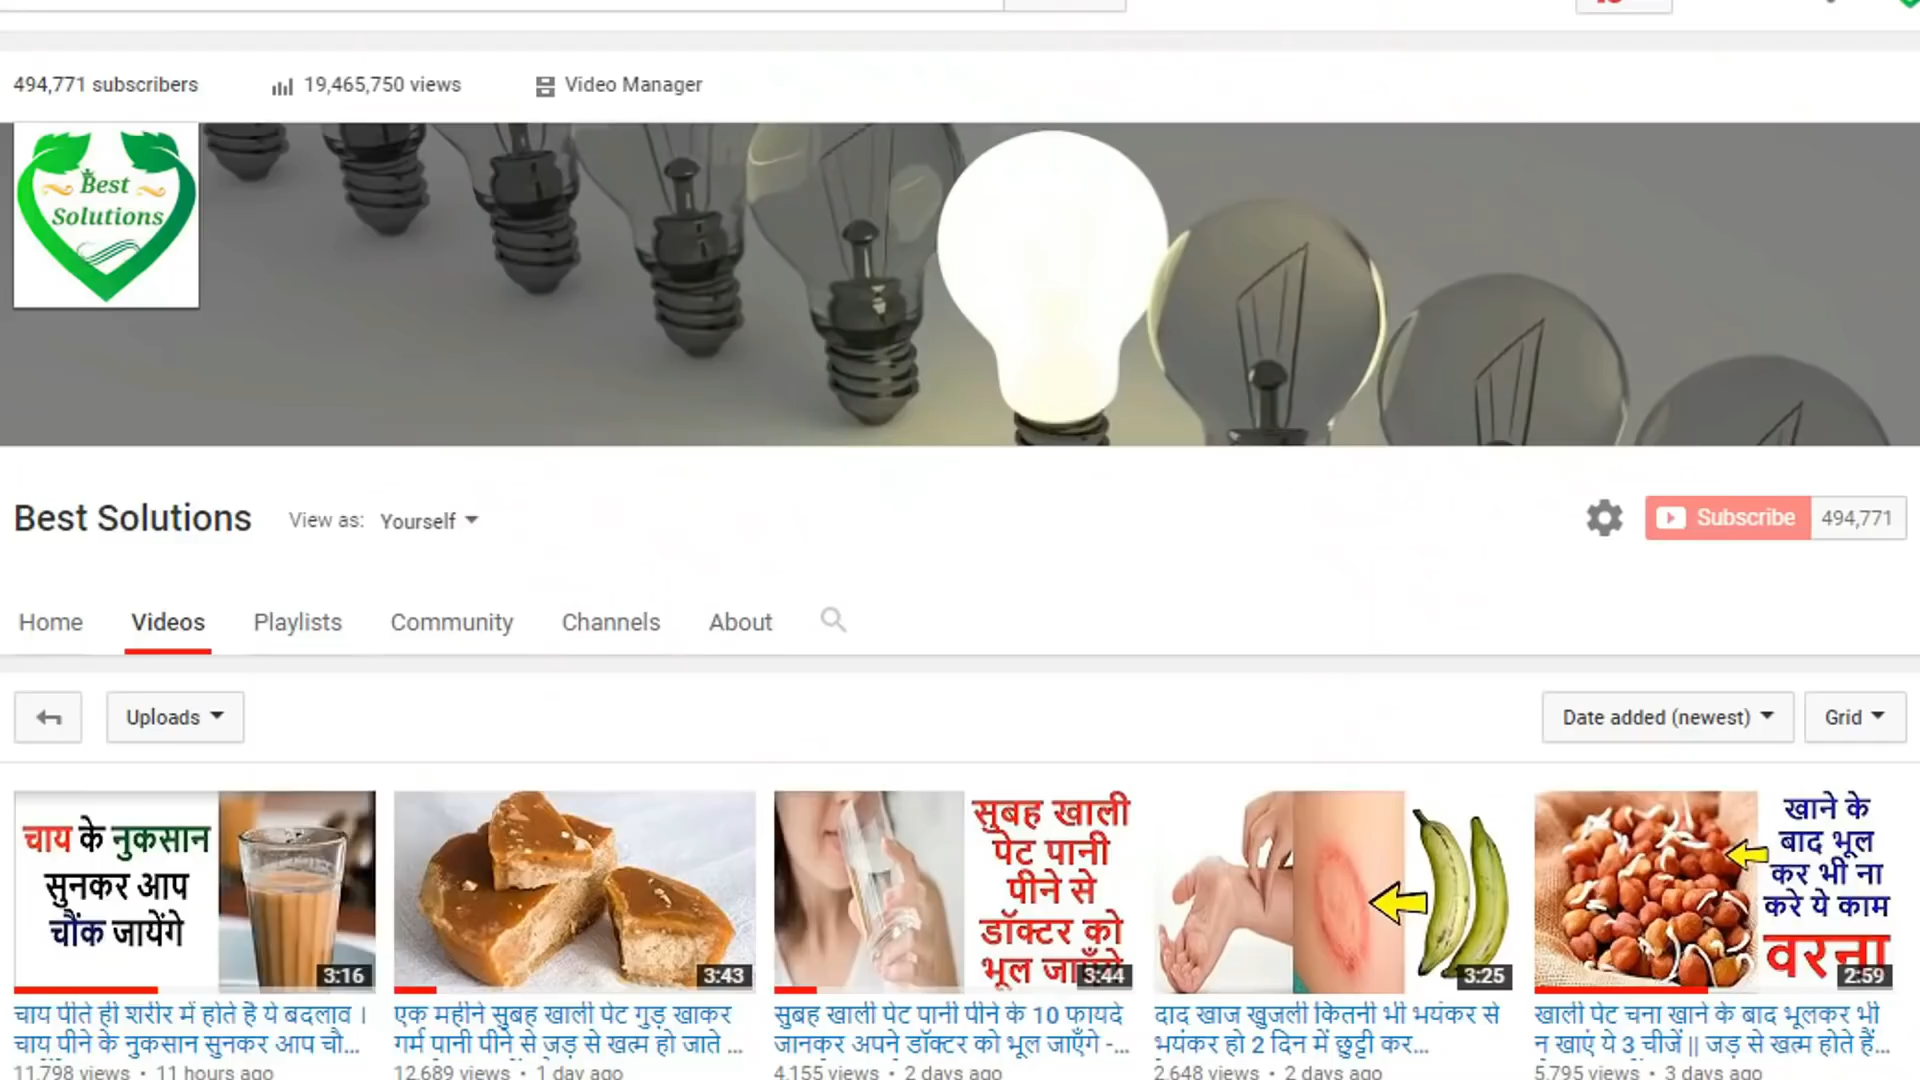 494,771 subscribers
19,465,750 views
Video Manager
Best
Solutions
Best Solutions
View as: Yourself
Subscribe 494,771
Home
Videos
Playlists
Community
Channels
About
Uploads
Date added (newest)
Grid
चाय के नुकसान
सुनकर आप
चौंक जायेंगे
3:16
3:43
सुबह खाली
पेट पानी
पीने से
डॉक्टर को
भूल जाएँगे
3:44
3:25
खाने के
बाद भूल
कर भी ना
करे ये काम
वरना
2:59
चाय पीते ही शरीर में होते है ये बदलाव ।
चाय पीने के नुकसान सुनकर आप चौ...
11,798 views • 11 hours ago
एक महीने सुबह खाली पेट गुड़ खाकर
गर्म पानी पीने से जड़ से खत्म हो जाते ...
12,689 views • 1 day ago
सुबह खाली पेट पानी पीने के 10 फायदे
जानकर अपने डॉक्टर को भूल जाएँगे -...
4,155 views • 2 days ago
दाद खाज खुजली कितनी भी भयंकर से
भयंकर हो 2 दिन में छुट्टी कर...
2,648 views • 2 days ago
खाली पेट चना खाने के बाद भूलकर भी
न खाएं ये 3 चीजें || जड़ से खत्म होते हैं...
5,795 views • 3 days ago